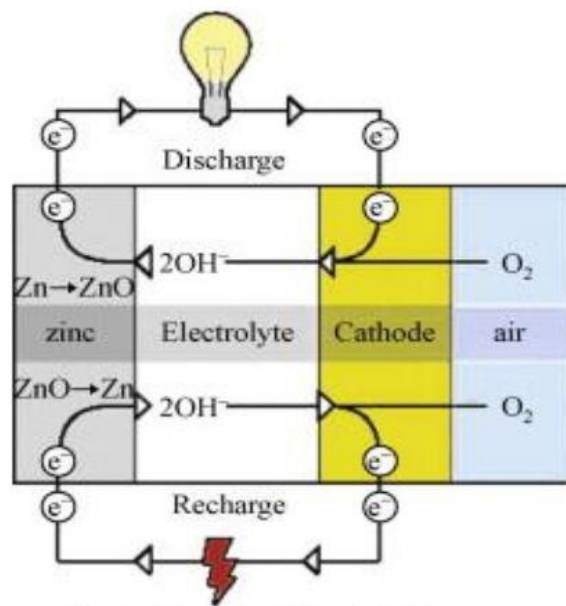 e⁻ e⁻
Discharge
e⁻ e⁻
2OH⁻ O₂
Zn→ZnO
zinc Electrolyte Cathode air
ZnO→Zn
2OH⁻ O₂
e⁻ e⁻
Recharge
e⁻ e⁻